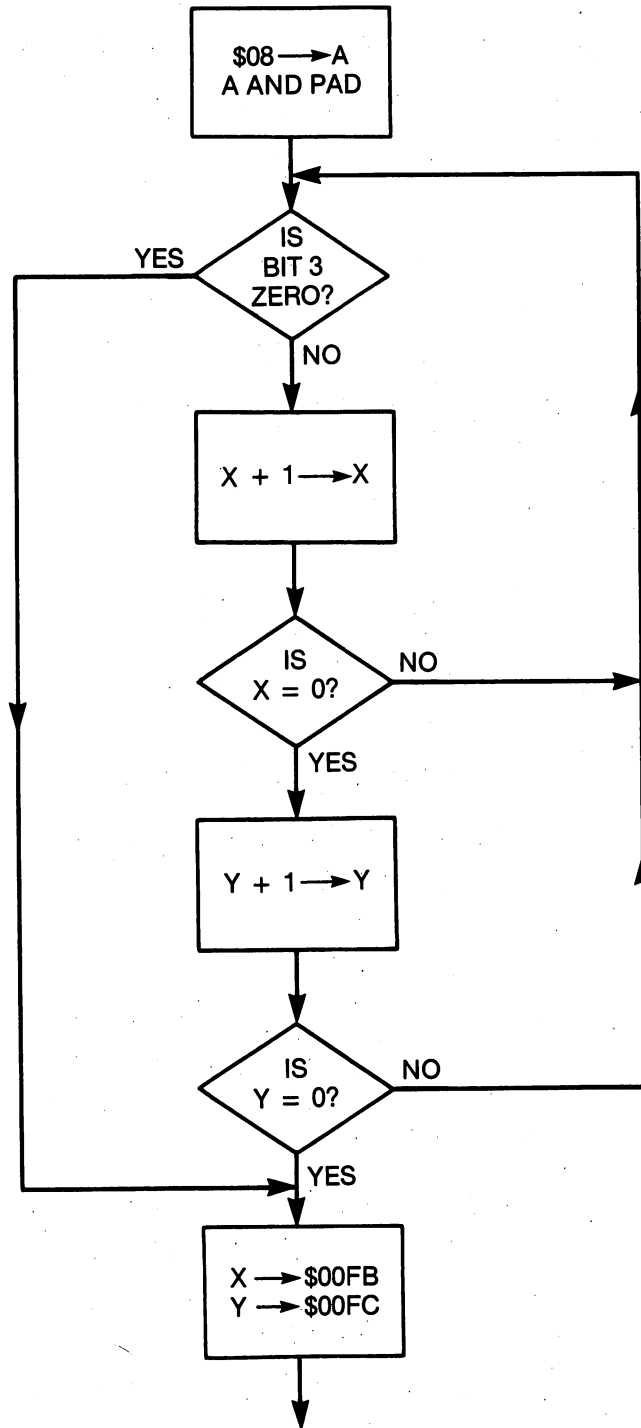 $08 → A
A AND PAD
IS
BIT 3
ZERO?
YES
NO
X + 1 → X
IS
X = 0?
NO
YES
Y + 1 → Y
IS
Y = 0?
NO
YES
X → $00FB
Y → $00FC